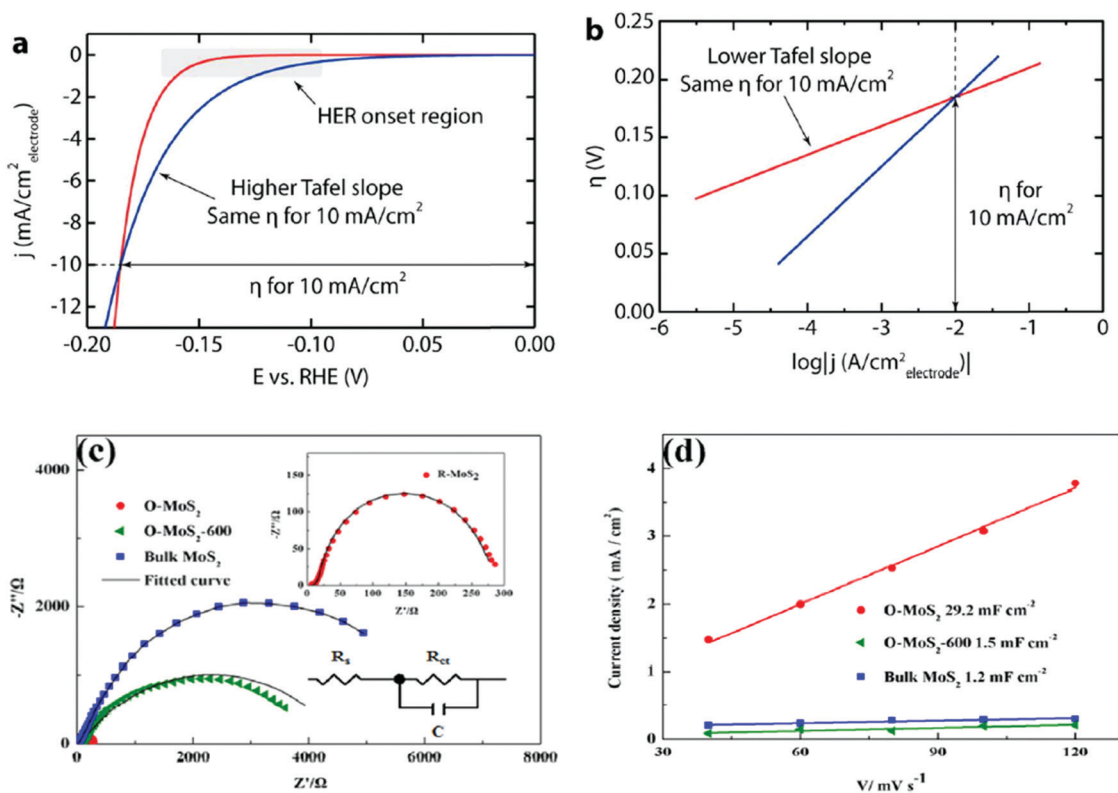 a
0
-2
-4
-6
-8
-10
-12
j (mA/cm²electrode)
HER onset region
Higher Tafel slope
Same η for 10 mA/cm²
η for 10 mA/cm²
-0.20
-0.15
-0.10
-0.05
0.00
E vs. RHE (V)
b
0.25
0.20
0.15
0.10
0.05
0.00
η (V)
Lower Tafel slope
Same η for 10 mA/cm²
η for
10 mA/cm²
-6
-5
-4
-3
-2
-1
0
log|j (A/cm²electrode)|
(c)
4000
2000
0
-Z''/Ω
O-MoS₂
O-MoS₂-600
Bulk MoS₂
Fitted curve
125
100
75
50
25
0
-Z''/Ω
R-MoS₂
0
50
100
150
200
250
300
Z'/Ω
Rs
Rct
C
0
2000
4000
6000
8000
Z'/Ω
(d)
4
3
2
1
0
Current density ( mA / cm²)
O-MoS₂ 29.2 mF cm⁻²
O-MoS₂-600 1.5 mF cm⁻²
Bulk MoS₂ 1.2 mF cm⁻²
30
60
90
120
V/ mV s⁻¹